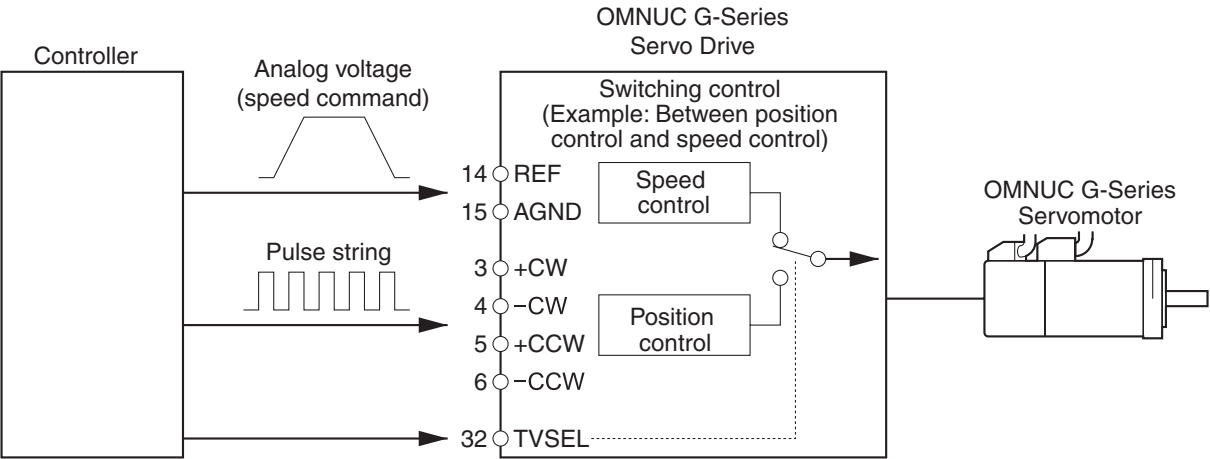 OMNUC G-Series
Servo Drive
Controller
Analog voltage
(speed command)
Switching control
(Example: Between position
control and speed control)
14 REF
15 AGND
Speed
control
OMNUC G-Series
Servomotor
Pulse string
3 +CW
4 −CW
5 +CCW
6 −CCW
Position
control
32 TVSEL